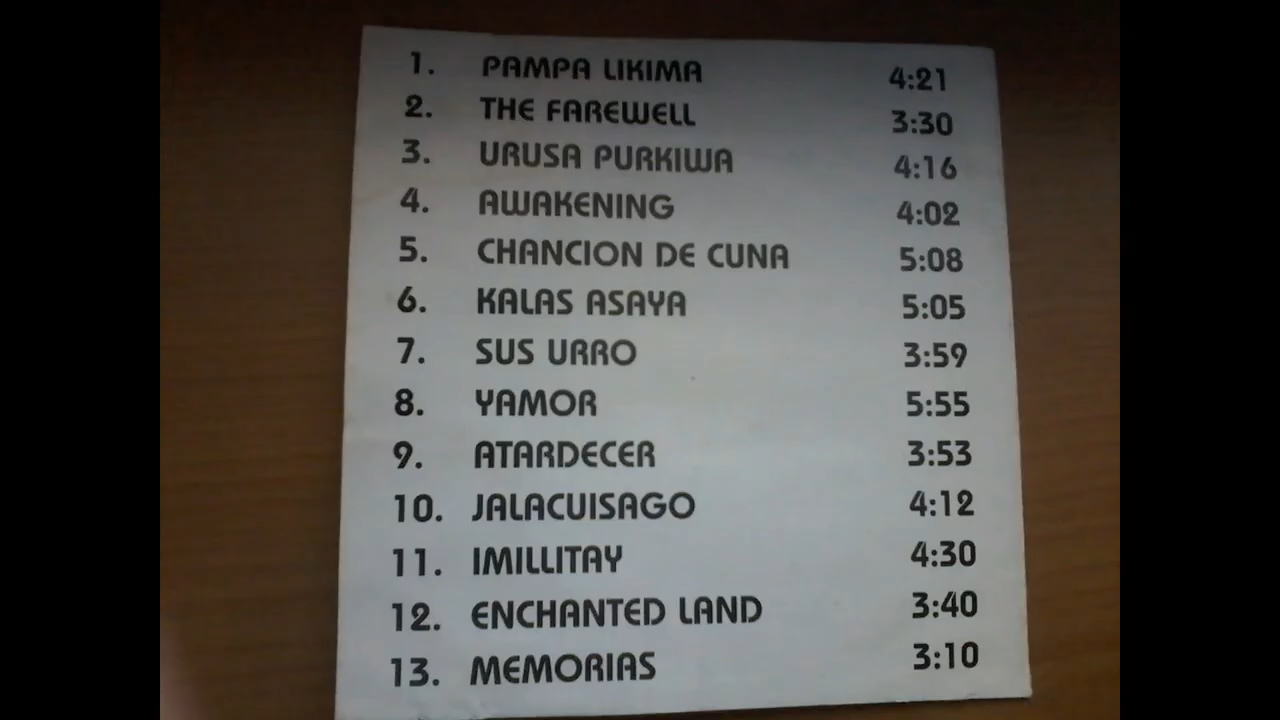 1. PAMPA LIKIMA 4:21
2. THE FAREWELL 3:30
3. URUSA PURKIWA 4:16
4. AWAKENING 4:02
5. CHANCION DE CUNA 5:08
6. KALAS ASAYA 5:05
7. SUS URRO 3:59
8. YAMOR 5:55
9. ATARDECER 3:53
10. JALACUISAGO 4:12
11. IMILLITAY 4:30
12. ENCHANTED LAND 3:40
13. MEMORIAS 3:10